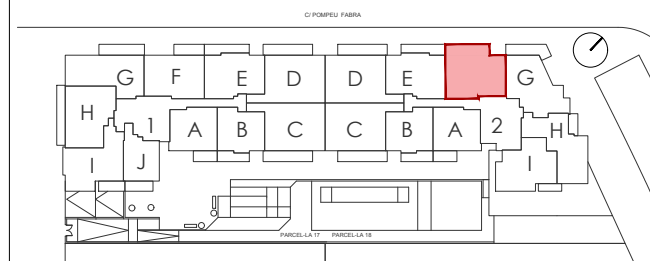 C/ POMPEU FABRA
G F E D D E G
H 1 A B C C B A 2 H
I J I
PARCEL·LA 17 PARCEL·LA 18